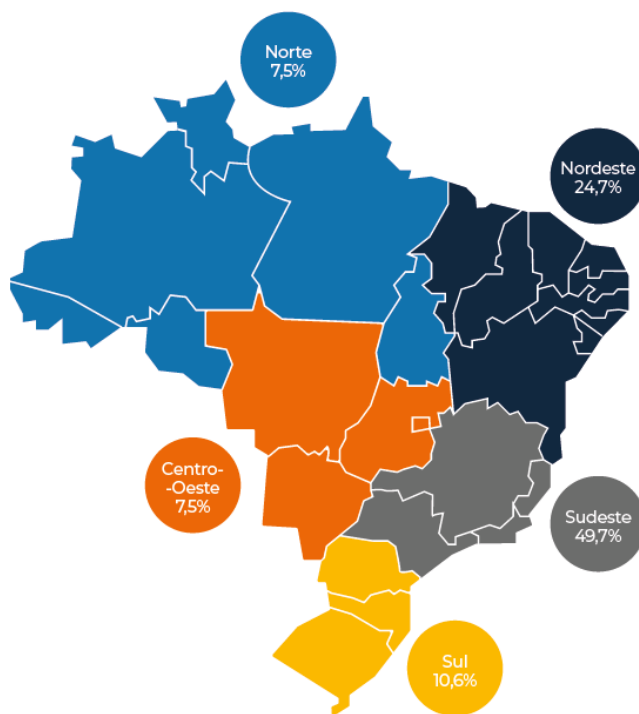 Norte
7,5%
Nordeste
24,7%
Centro-
-Oeste
7,5%
Sudeste
49,7%
Sul
10,6%